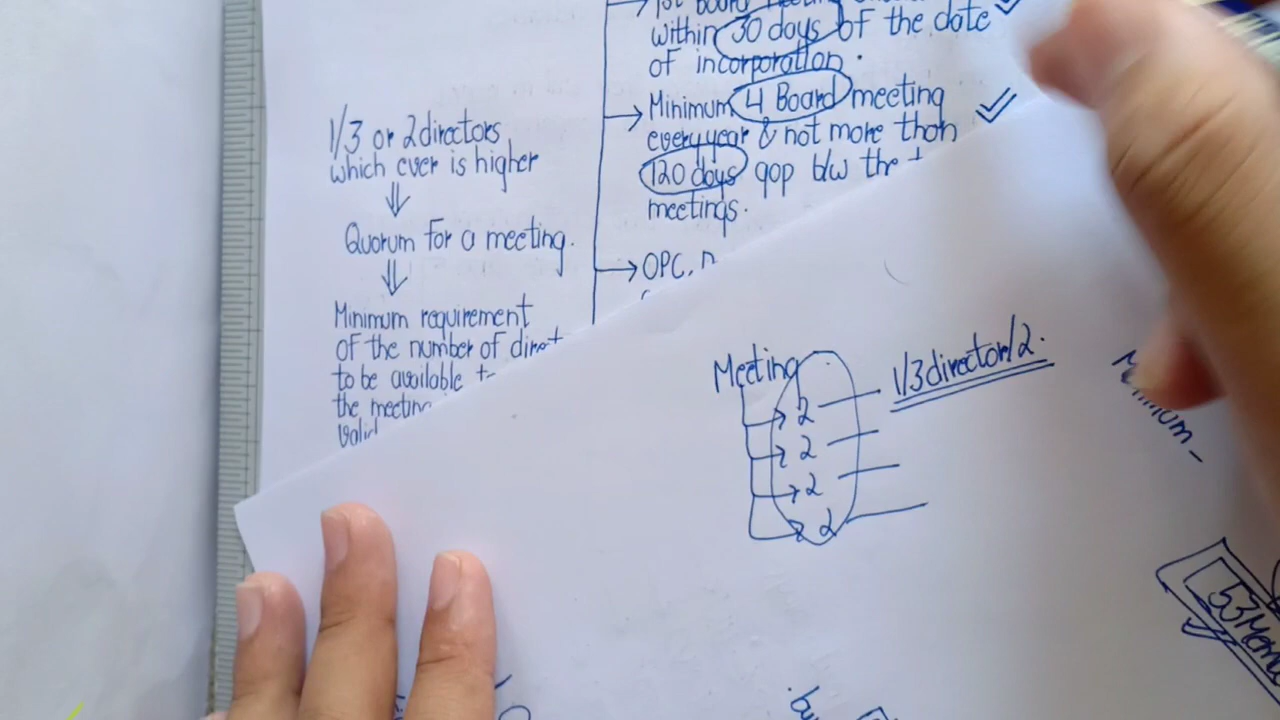 within 30 days of the date
of incorporation.
→ Minimum 4 Board meeting
every year & not more than
120 days gap b/w the
meetings.
→ OPC,
1/3 or 2 directors
which ever is higher
⇓
Quorum for a meeting.
⇓
Minimum requirement
of the number of
to be available
the meeting
valid
Meeting
→ 2
→ 2
→ 2
→ 2
1/3 director/2.
53